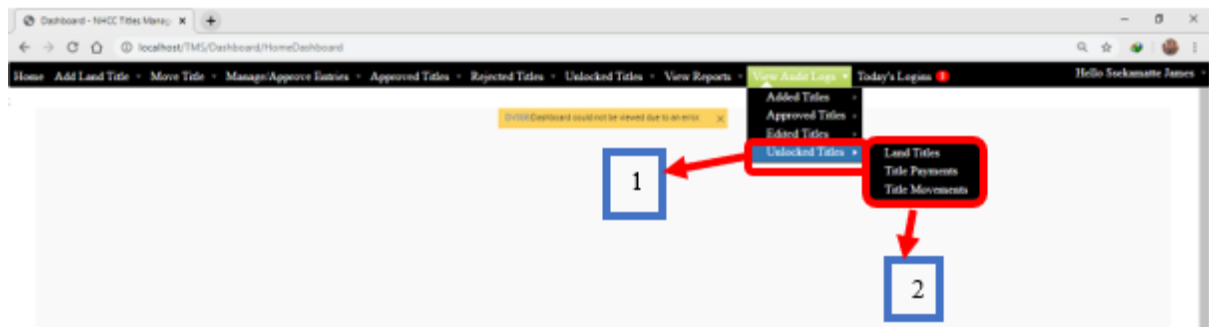 Dashboard - NHCC Titles Manag
localhost/TMS/Dashboard/HomeDashboard
Home Add Land Title Move Title Manage/Approve Entries Approved Titles Rejected Titles Unlocked Titles View Reports View Audit Logs Today's Logins Hello Ssekamatte James
Added Titles
Dashboard could not be viewed due to an error.
Approved Titles
Edited Titles
Unlocked Titles
Land Titles
Title Payments
Title Movements
1
2